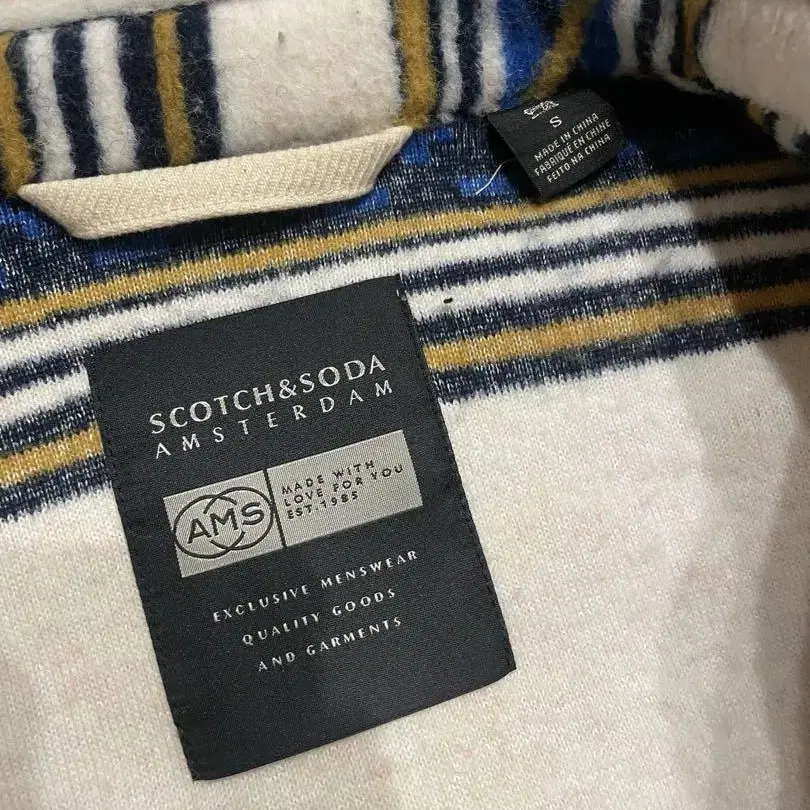 S
MADE IN CHINA
FABRIQUÉ EN CHINE
FEITO NA CHINA
SCOTCH&SODA
AMSTERDAM
AMS
MADE WITH
LOVE FOR YOU
EST.1985
EXCLUSIVE MENSWEAR
QUALITY GOODS
AND GARMENTS